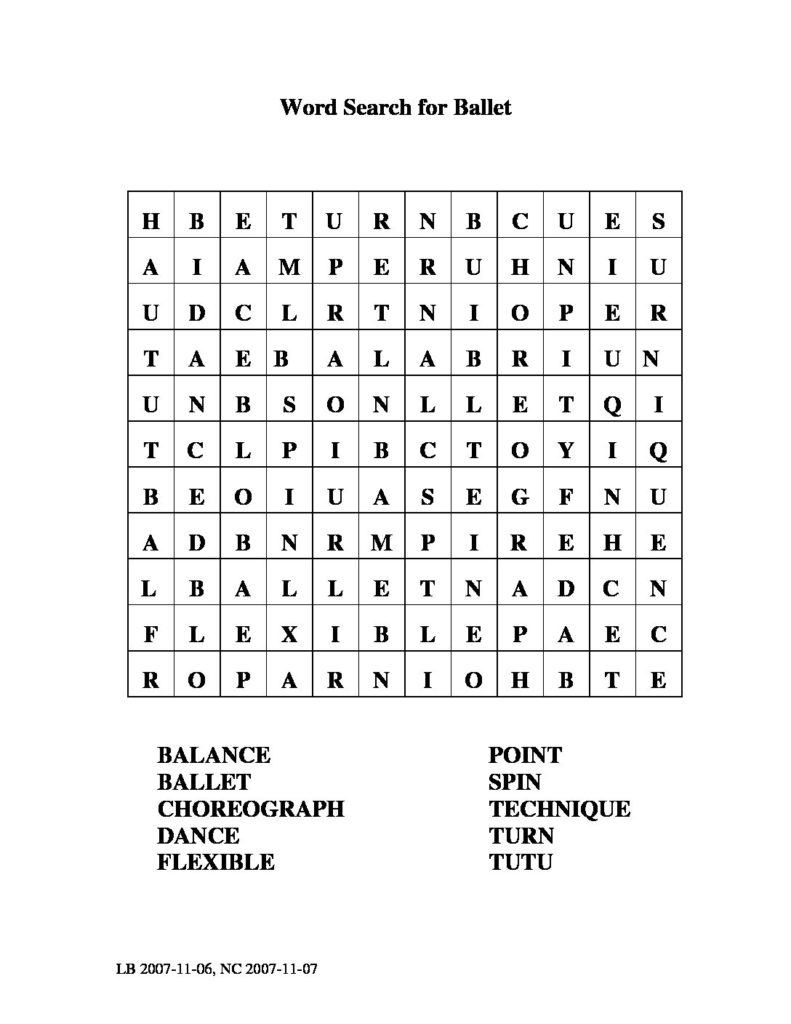 Word Search for Ballet
H B E T U R N B C U E S
A I A M P E R U H N I U
U D C L R T N I O P E R
T A E B A L A B R I U N
U N B S O N L L E T Q I
T C L P I B C T O Y I Q
B E O I U A S E G F N U
A D B N R M P I R E H E
L B A L L E T N A D C N
F L E X I B L E P A E C
R O P A R N I O H B T E
BALANCE POINT
BALLET SPIN
CHOREOGRAPH TECHNIQUE
DANCE TURN
FLEXIBLE TUTU
LB 2007-11-06, NC 2007-11-07